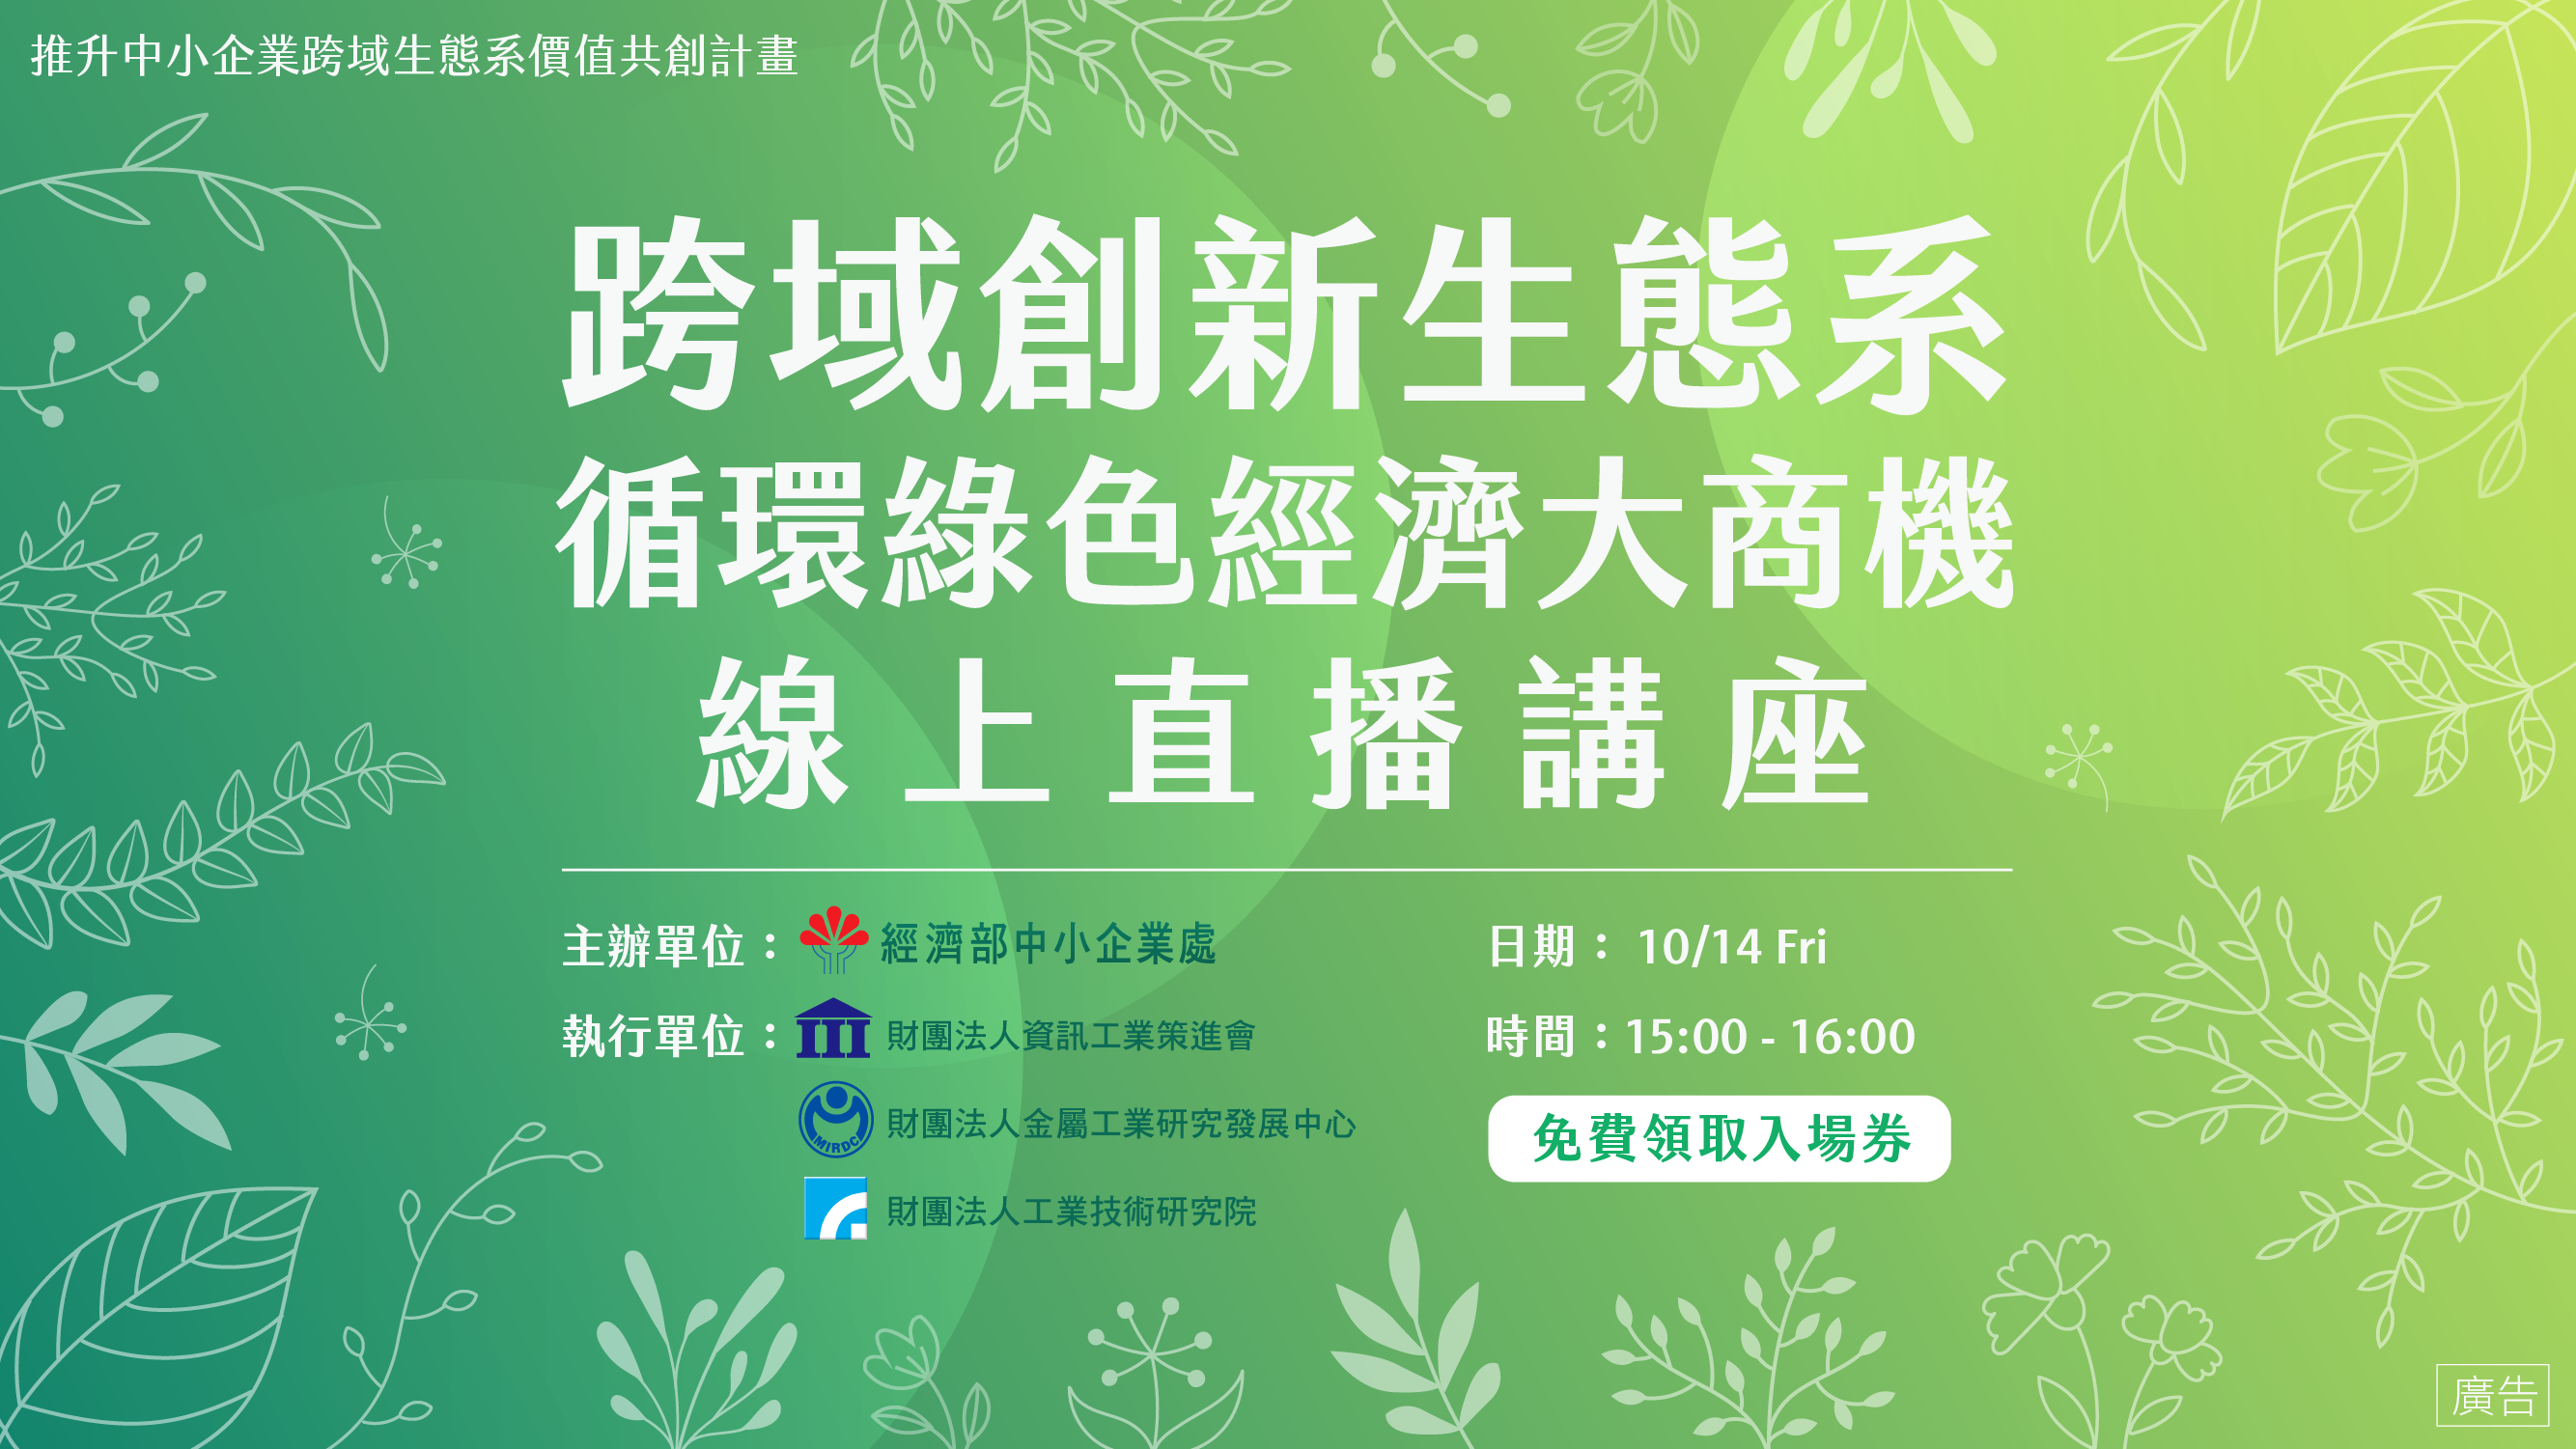 推升中小企業跨域生態系價值共創計畫
跨域創新生態系
循環綠色經濟大商機
線上直播講座
主辦單位：經濟部中小企業處
執行單位：財團法人資訊工業策進會
MIRDC 財團法人金屬工業研究發展中心
財團法人工業技術研究院
日期：10/14 Fri
時間：15:00 - 16:00
免費領取入場券
廣告